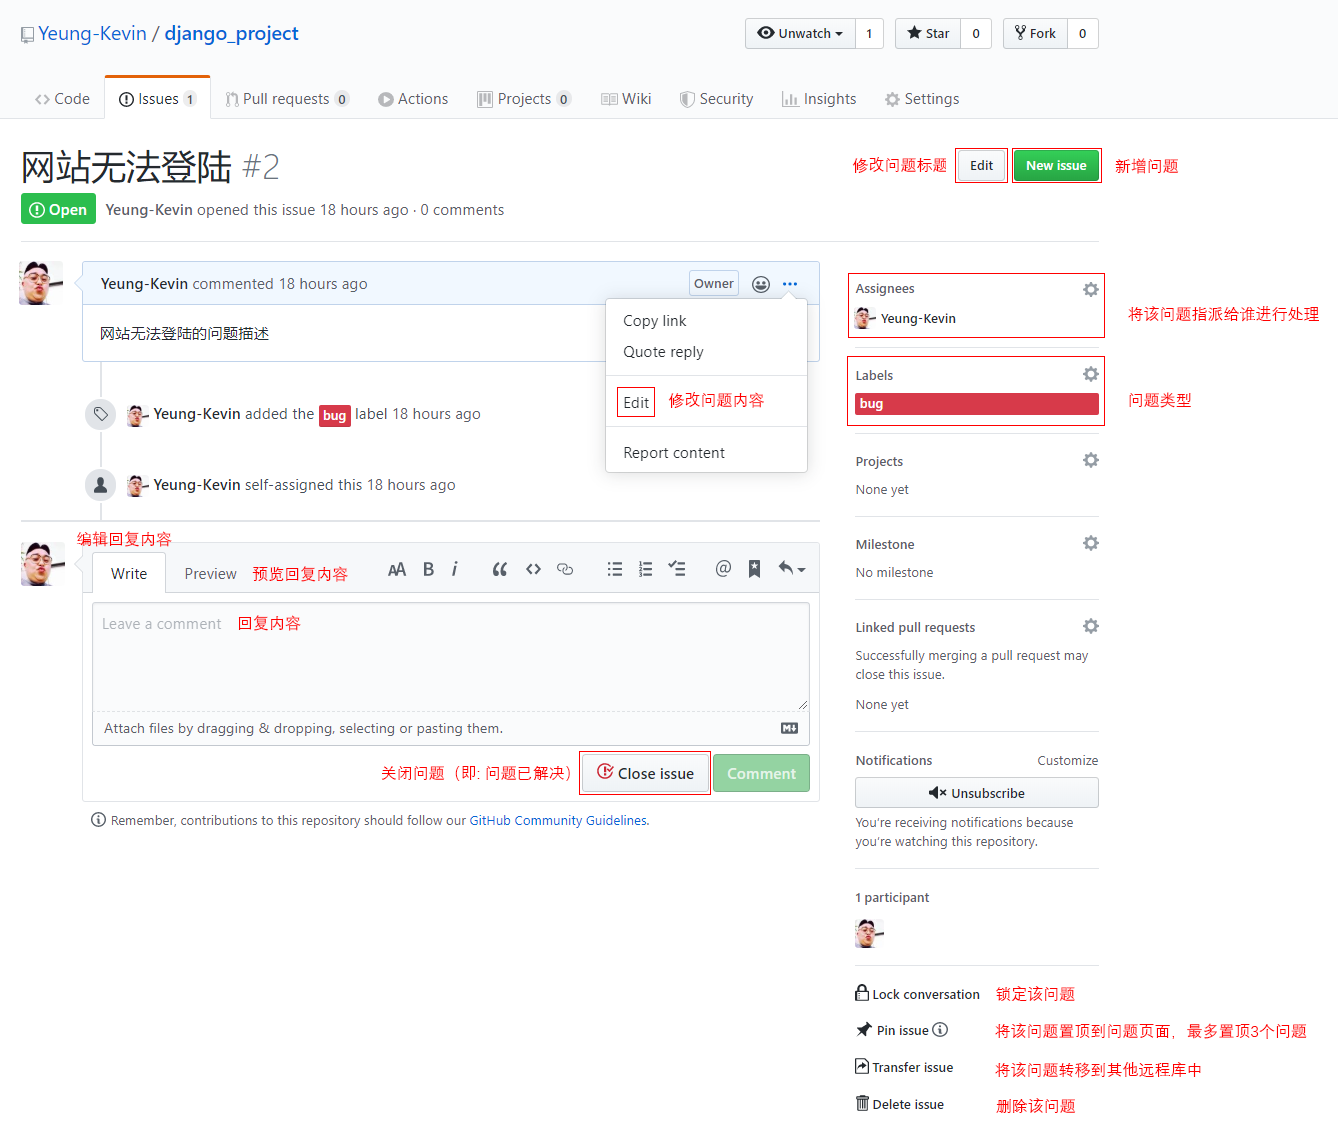 Yeung-Kevin / django_project
Unwatch 1 Star 0 Fork 0
Code Issues 1 Pull requests 0 Actions Projects 0 Wiki Security Insights Settings
网站无法登陆 #2
修改问题标题 Edit New issue 新增问题
Open Yeung-Kevin opened this issue 18 hours ago · 0 comments
Yeung-Kevin commented 18 hours ago Owner
网站无法登陆的问题描述
Copy link
Quote reply
Edit 修改问题内容
Report content
Yeung-Kevin added the bug label 18 hours ago
Yeung-Kevin self-assigned this 18 hours ago
编辑回复内容
Write Preview 预览回复内容 AA B i @
Leave a comment 回复内容
Attach files by dragging & dropping, selecting or pasting them.
关闭问题（即: 问题已解决） Close issue Comment
Remember, contributions to this repository should follow our GitHub Community Guidelines.
Assignees
Yeung-Kevin
将该问题指派给谁进行处理
Labels
bug
问题类型
Projects
None yet
Milestone
No milestone
Linked pull requests
Successfully merging a pull request may
close this issue.
None yet
Notifications Customize
Unsubscribe
You're receiving notifications because
you're watching this repository.
1 participant
Lock conversation 锁定该问题
Pin issue 将该问题置顶到问题页面，最多置顶3个问题
Transfer issue 将该问题转移到其他远程库中
Delete issue 删除该问题